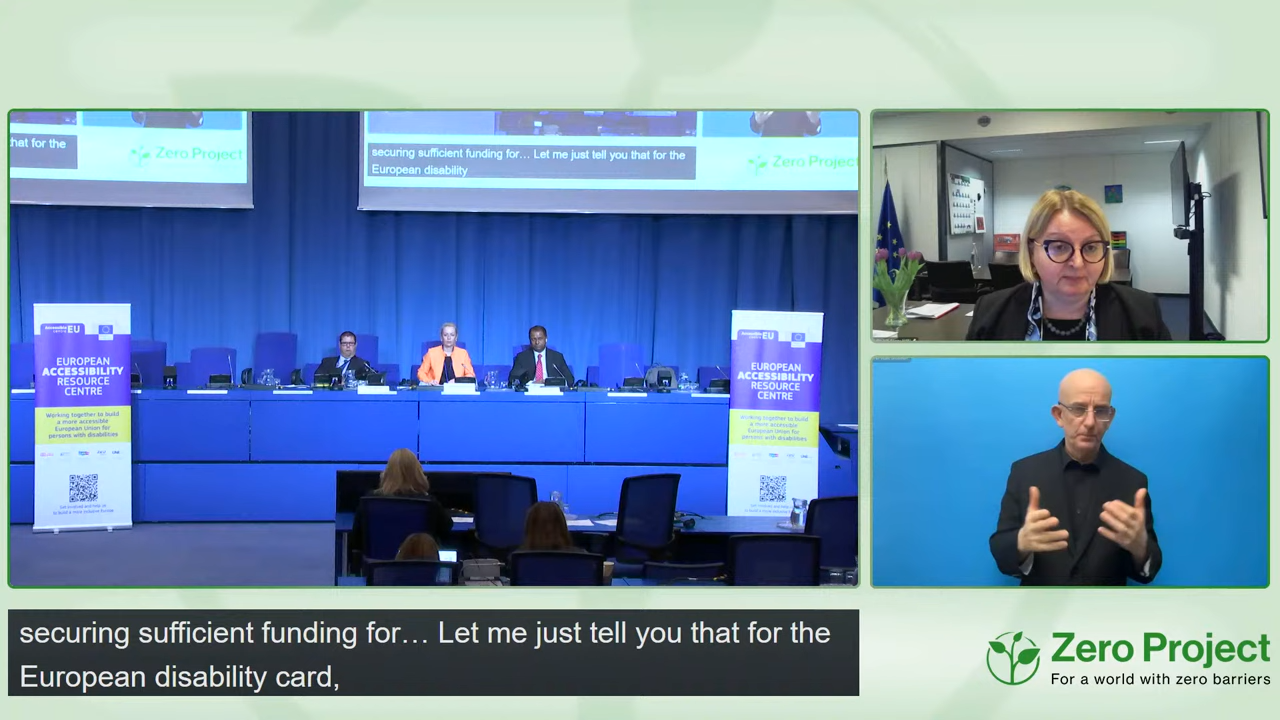 that for the
Zero Project
securing sufficient funding for... Let me just tell you that for the
European disability
Zero Project
AccessibleEU
EUROPEAN
ACCESSIBILITY
RESOURCE
CENTRE
Working together to build
a more accessible
European Union for
persons with disabilities
AccessibleEU
EUROPEAN
ACCESSIBILITY
RESOURCE
CENTRE
Working together to build
a more accessible
European Union for
persons with disabilities
securing sufficient funding for... Let me just tell you that for the
European disability card,
Zero Project
For a world with zero barriers